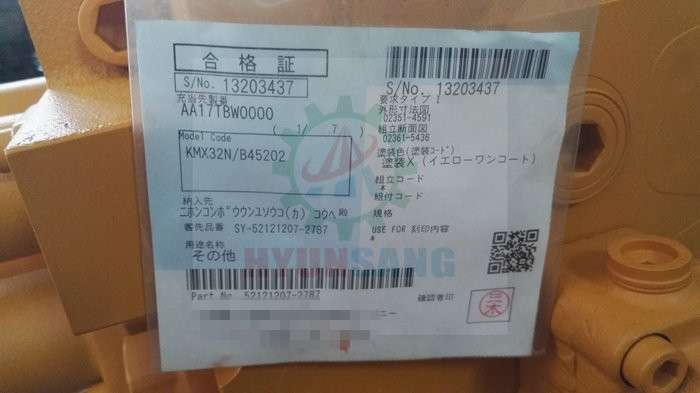 合格証
S/No. 13203437
S/No. 13203437
充当先製番
AA17TBW0000
( 1/ 7 )
Model Code
KMX32N/B45202
納入先
ニホンコンポウウンユソウコ(カ) コウベ 殿
客先品番 SY-52121207-2787
用途名称
その他
Part No. 52121207-2787
要求タイプ 1
外形寸法図
02351-4591
組立断面図
02361-5436
塗装色(塗装コード)
塗装X (イエローワンコート)
組立コード
*
組付コード
規格
USE FOR 刻印内容
*
確認者印
三木
ニー
HYUNSANG